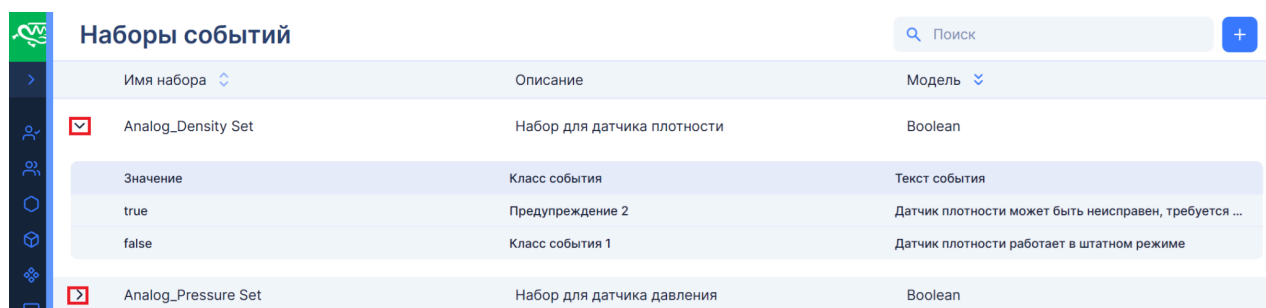 Наборы событий Поиск
Имя набора Описание Модель
Analog_Density Set Набор для датчика плотности Boolean
Значение Класс события Текст события
true Предупреждение 2 Датчик плотности может быть неисправен, требуется ...
false Класс события 1 Датчик плотности работает в штатном режиме
Analog_Pressure Set Набор для датчика давления Boolean